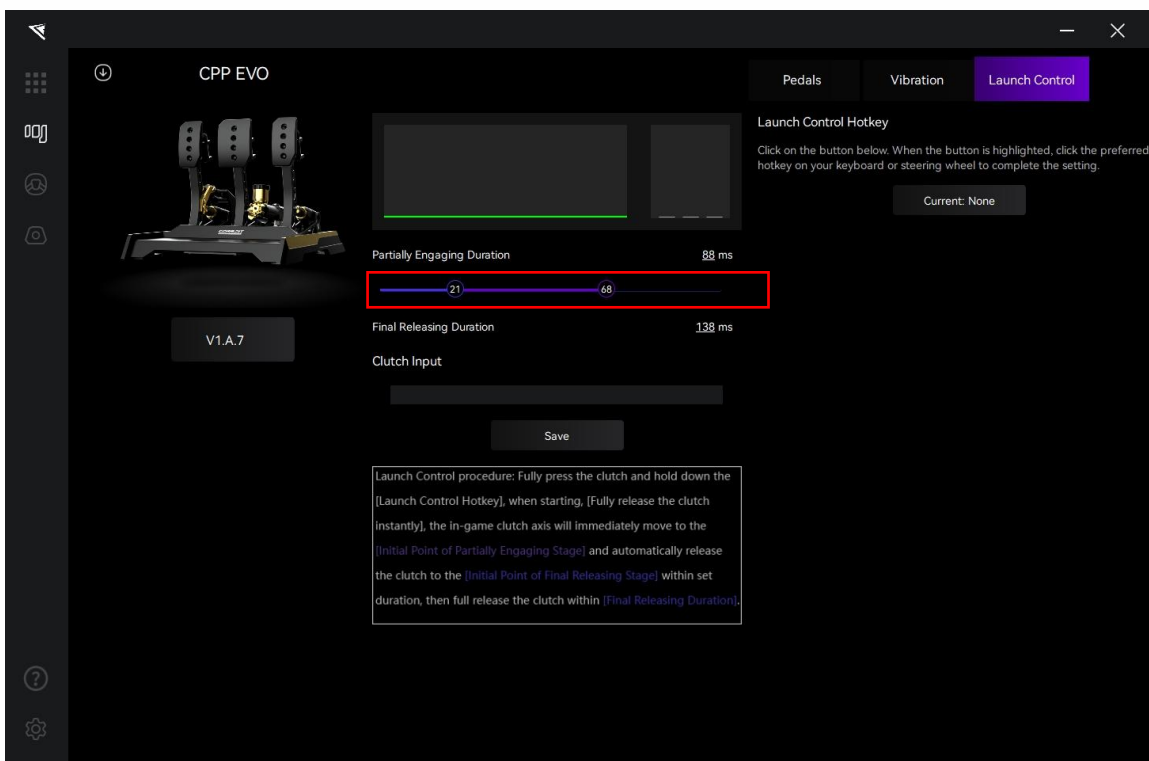 CPP EVO
Pedals
Vibration
Launch Control
Launch Control Hotkey
Click on the button below. When the button is highlighted, click the preferred
hotkey on your keyboard or steering wheel to complete the setting.
Current: None
Partially Engaging Duration
88 ms
21
68
Final Releasing Duration
138 ms
V1.A.7
Clutch Input
Save
Launch Control procedure: Fully press the clutch and hold down the
[Launch Control Hotkey], when starting, [Fully release the clutch
instantly], the in-game clutch axis will immediately move to the
[Initial Point of Partially Engaging Stage] and automatically release
the clutch to the [Initial Point of Final Releasing Stage] within set
duration, then full release the clutch within [Final Releasing Duration].